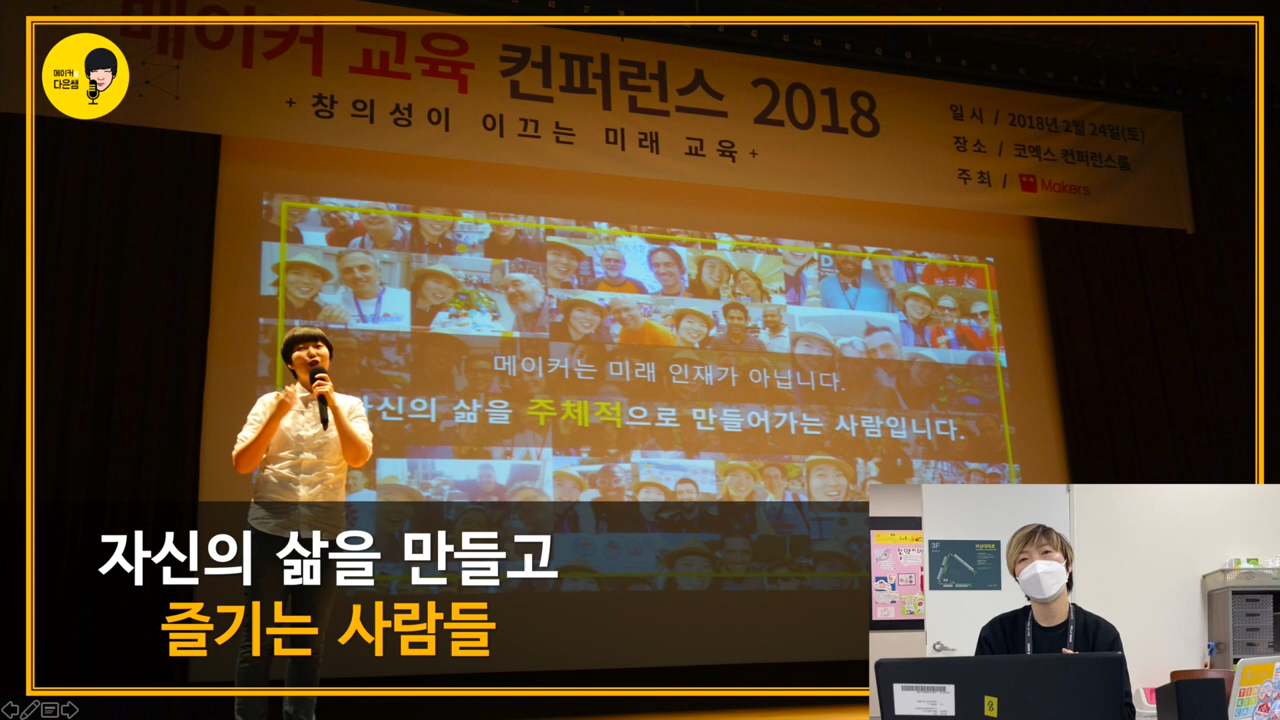 메이커 교육 컨퍼런스 2018
+ 창의성이 이끄는 미래 교육 +
일시 / 2018년 2월 24일(토)
장소 / 코엑스 컨퍼런스룸
주최 / Makers
메이커
다은쌤
메이커는 미래 인재가 아닙니다.
자신의 삶을 주체적으로 만들어가는 사람입니다.
자신의 삶을 만들고
즐기는 사람들
3F